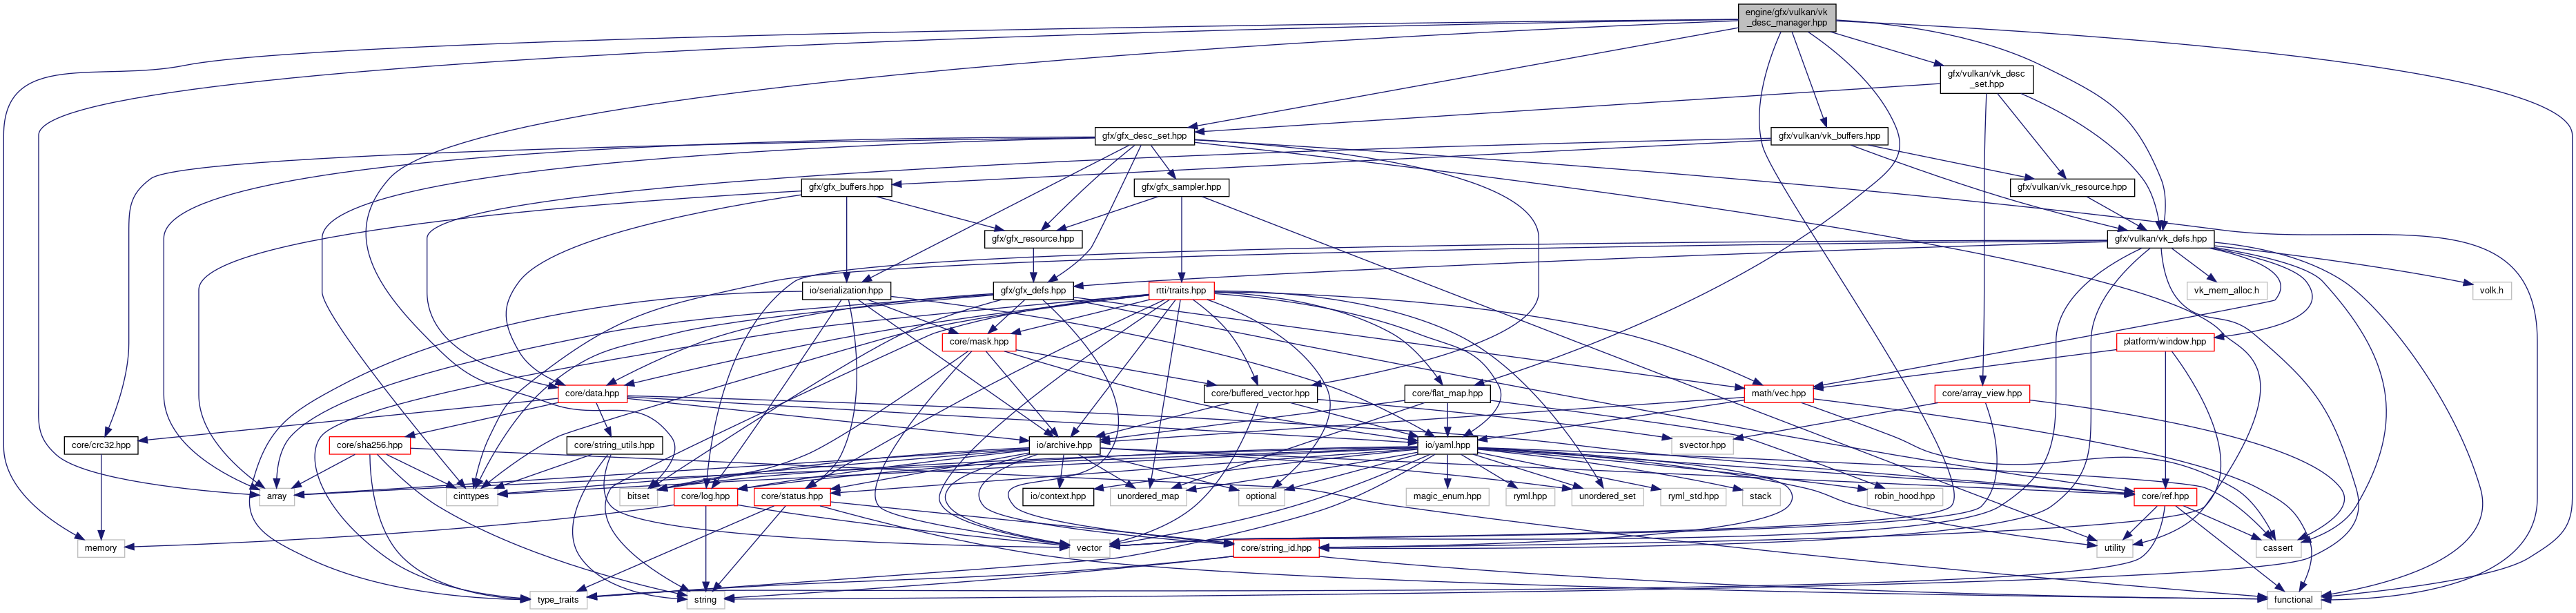 engine/gfx/vulkan/vk
_desc_manager.hpp
gfx/vulkan/vk_desc
_set.hpp
gfx/gfx_desc_set.hpp
gfx/vulkan/vk_buffers.hpp
gfx/gfx_buffers.hpp
gfx/gfx_sampler.hpp
gfx/vulkan/vk_resource.hpp
gfx/gfx_resource.hpp
gfx/vulkan/vk_defs.hpp
io/serialization.hpp
gfx/gfx_defs.hpp
rtti/traits.hpp
vk_mem_alloc.h
volk.h
core/mask.hpp
platform/window.hpp
core/data.hpp
core/buffered_vector.hpp
core/flat_map.hpp
math/vec.hpp
core/array_view.hpp
core/crc32.hpp
core/sha256.hpp
core/string_utils.hpp
io/archive.hpp
io/yaml.hpp
svector.hpp
array
cinttypes
bitset
core/log.hpp
core/status.hpp
io/context.hpp
unordered_map
optional
magic_enum.hpp
ryml.hpp
unordered_set
ryml_std.hpp
stack
robin_hood.hpp
core/ref.hpp
memory
vector
core/string_id.hpp
utility
cassert
type_traits
string
functional